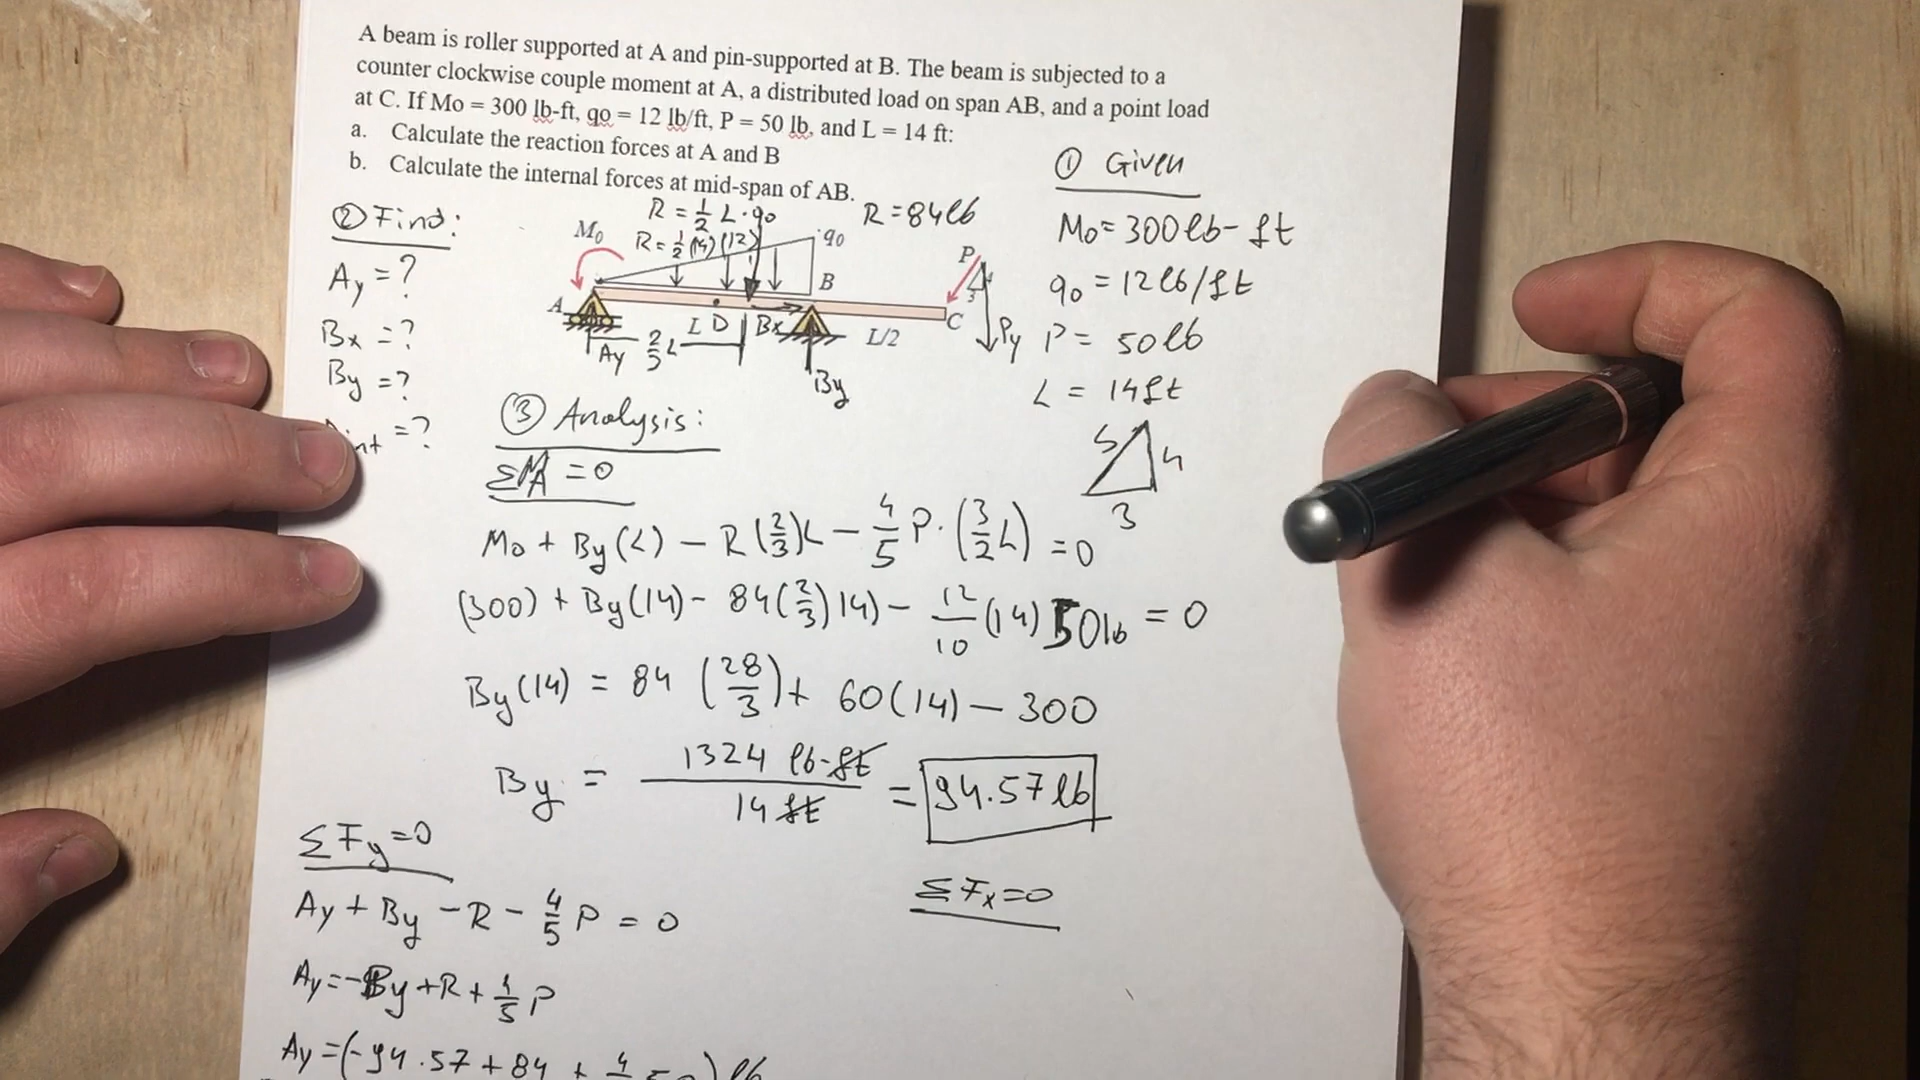 A beam is roller supported at A and pin-supported at B. The beam is subjected to a
counter clockwise couple moment at A, a distributed load on span AB, and a point load
at C. If Mo = 300 lb-ft, qo = 12 lb/ft, P = 50 lb, and L = 14 ft:
a. Calculate the reaction forces at A and B
b. Calculate the internal forces at mid-span of AB.
① Given
Mo = 300 lb-ft
qo = 12 lb/ft
P = 50 lb
L = 14 ft
5 4
3
② Find:
Ay = ?
Bx = ?
By = ?
= ?
R = 1/2 L · qo
R = 1/2 (14)(12)
R = 84 lb
Mo
qo
P
3
A
B
C
L D
Bx
L/2
Py
Ay
2/3 L
By
③ Analysis:
ΣMA = 0
Mo + By(L) - R(2/3)L - 4/5 P · (3/2 L) = 0
(300) + By(14) - 84(2/3)14) - 12/10 (14) 50lb = 0
By(14) = 84 (28/3) + 60(14) - 300
By = 1324 lb-ft / 14 ft = 94.57 lb
ΣFy = 0
Ay + By - R - 4/5 P = 0
Ay = -By + R + 4/5 P
Ay = (-94.57 + 84 + 4
ΣFx = 0